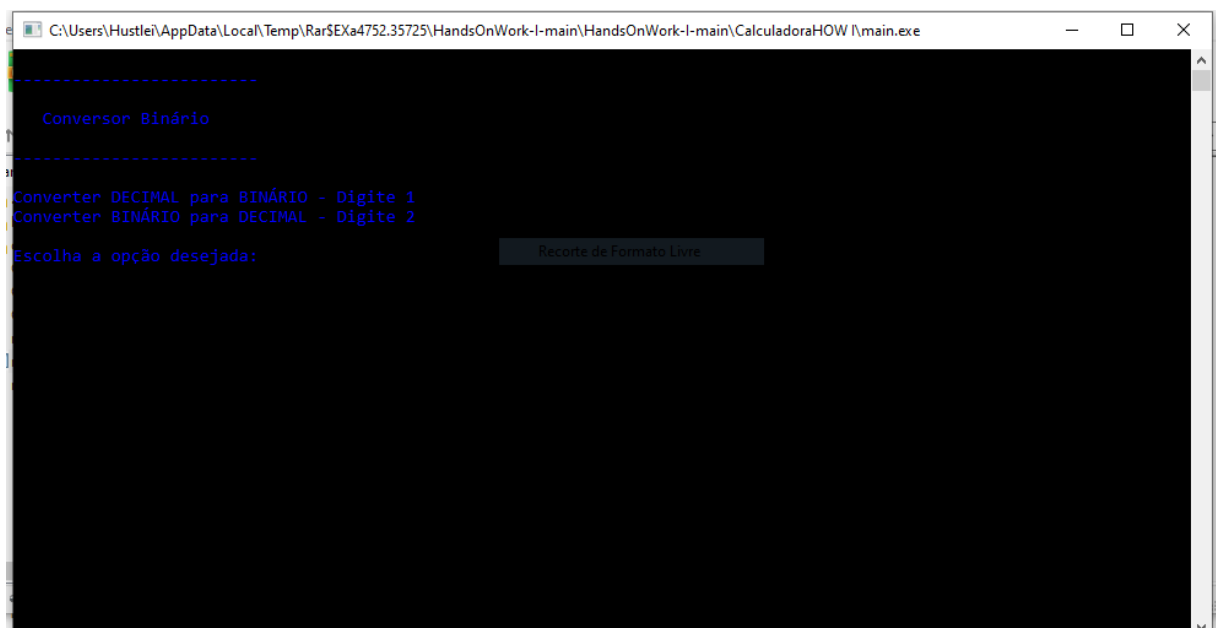 C:\Users\Hustlei\AppData\Local\Temp\Rar$EXa4752.35725\HandsOnWork-I-main\HandsOnWork-I-main\CalculadoraHOW I\main.exe
-------------------------
Conversor Binário
-------------------------
Converter DECIMAL para BINÁRIO - Digite 1
Converter BINÁRIO para DECIMAL - Digite 2
Escolha a opção desejada:
Recorte de Formato Livre